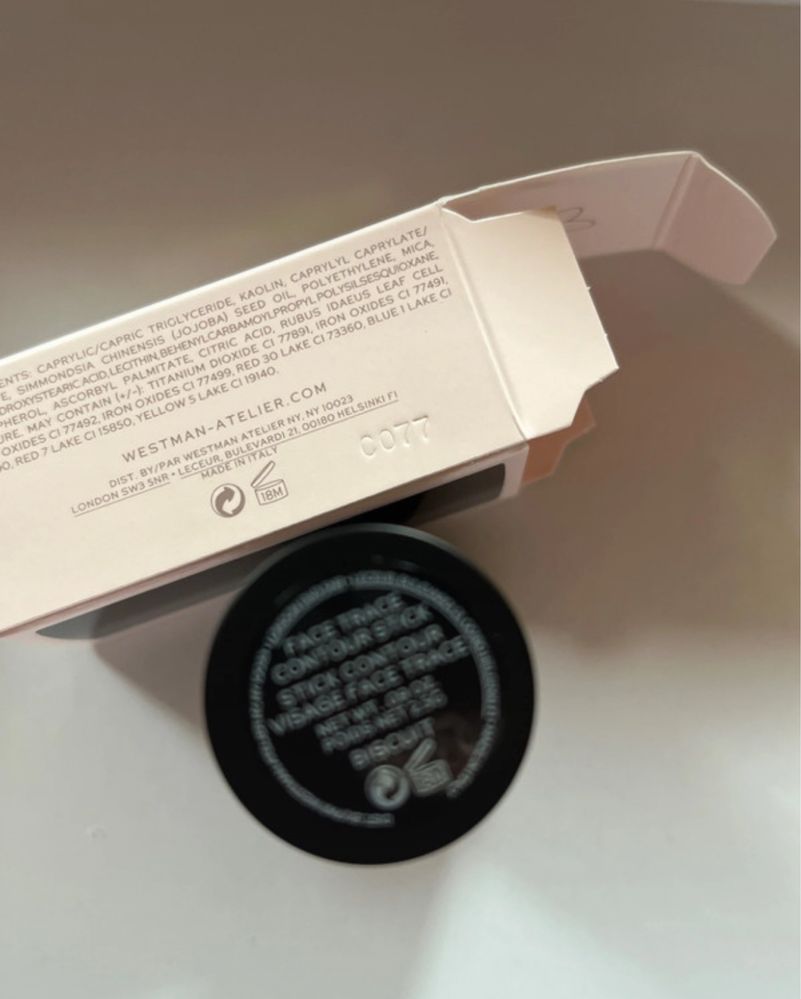 ENTS: CAPRYLIC/CAPRIC TRIGLYCERIDE, KAOLIN, CAPRYLYL CAPRYLATE/
E, SIMMONDSIA CHINENSIS (JOJOBA) SEED OIL, POLYETHYLENE, MICA,
DROXYSTEARIC ACID, LECITHIN, BEHENYLCARBAMOYLPROPYL POLYSILSESQUIOXANE,
PHEROL, ASCORBYL PALMITATE, CITRIC ACID, RUBUS IDAEUS LEAF CELL
URE. MAY CONTAIN (+/-): TITANIUM DIOXIDE CI 77891, IRON OXIDES CI 77491,
OXIDES CI 77492, IRON OXIDES CI 77499, RED 30 LAKE CI 73360, BLUE 1 LAKE CI
90, RED 7 LAKE CI 15850, YELLOW 5 LAKE CI 19140.
WESTMAN-ATELIER.COM
DIST. BY/PAR WESTMAN ATELIER NY, NY 10023
LONDON SW3 5NR • LECEUR, BULEVARDI 21, 00180 HELSINKI FI
MADE IN ITALY
18M
C077
FACE TRACE
CONTOUR STICK
STICK CONTOUR
VISAGE FACE TRACE
NET WT. OZ
POIDS NET
BISCUIT
18M